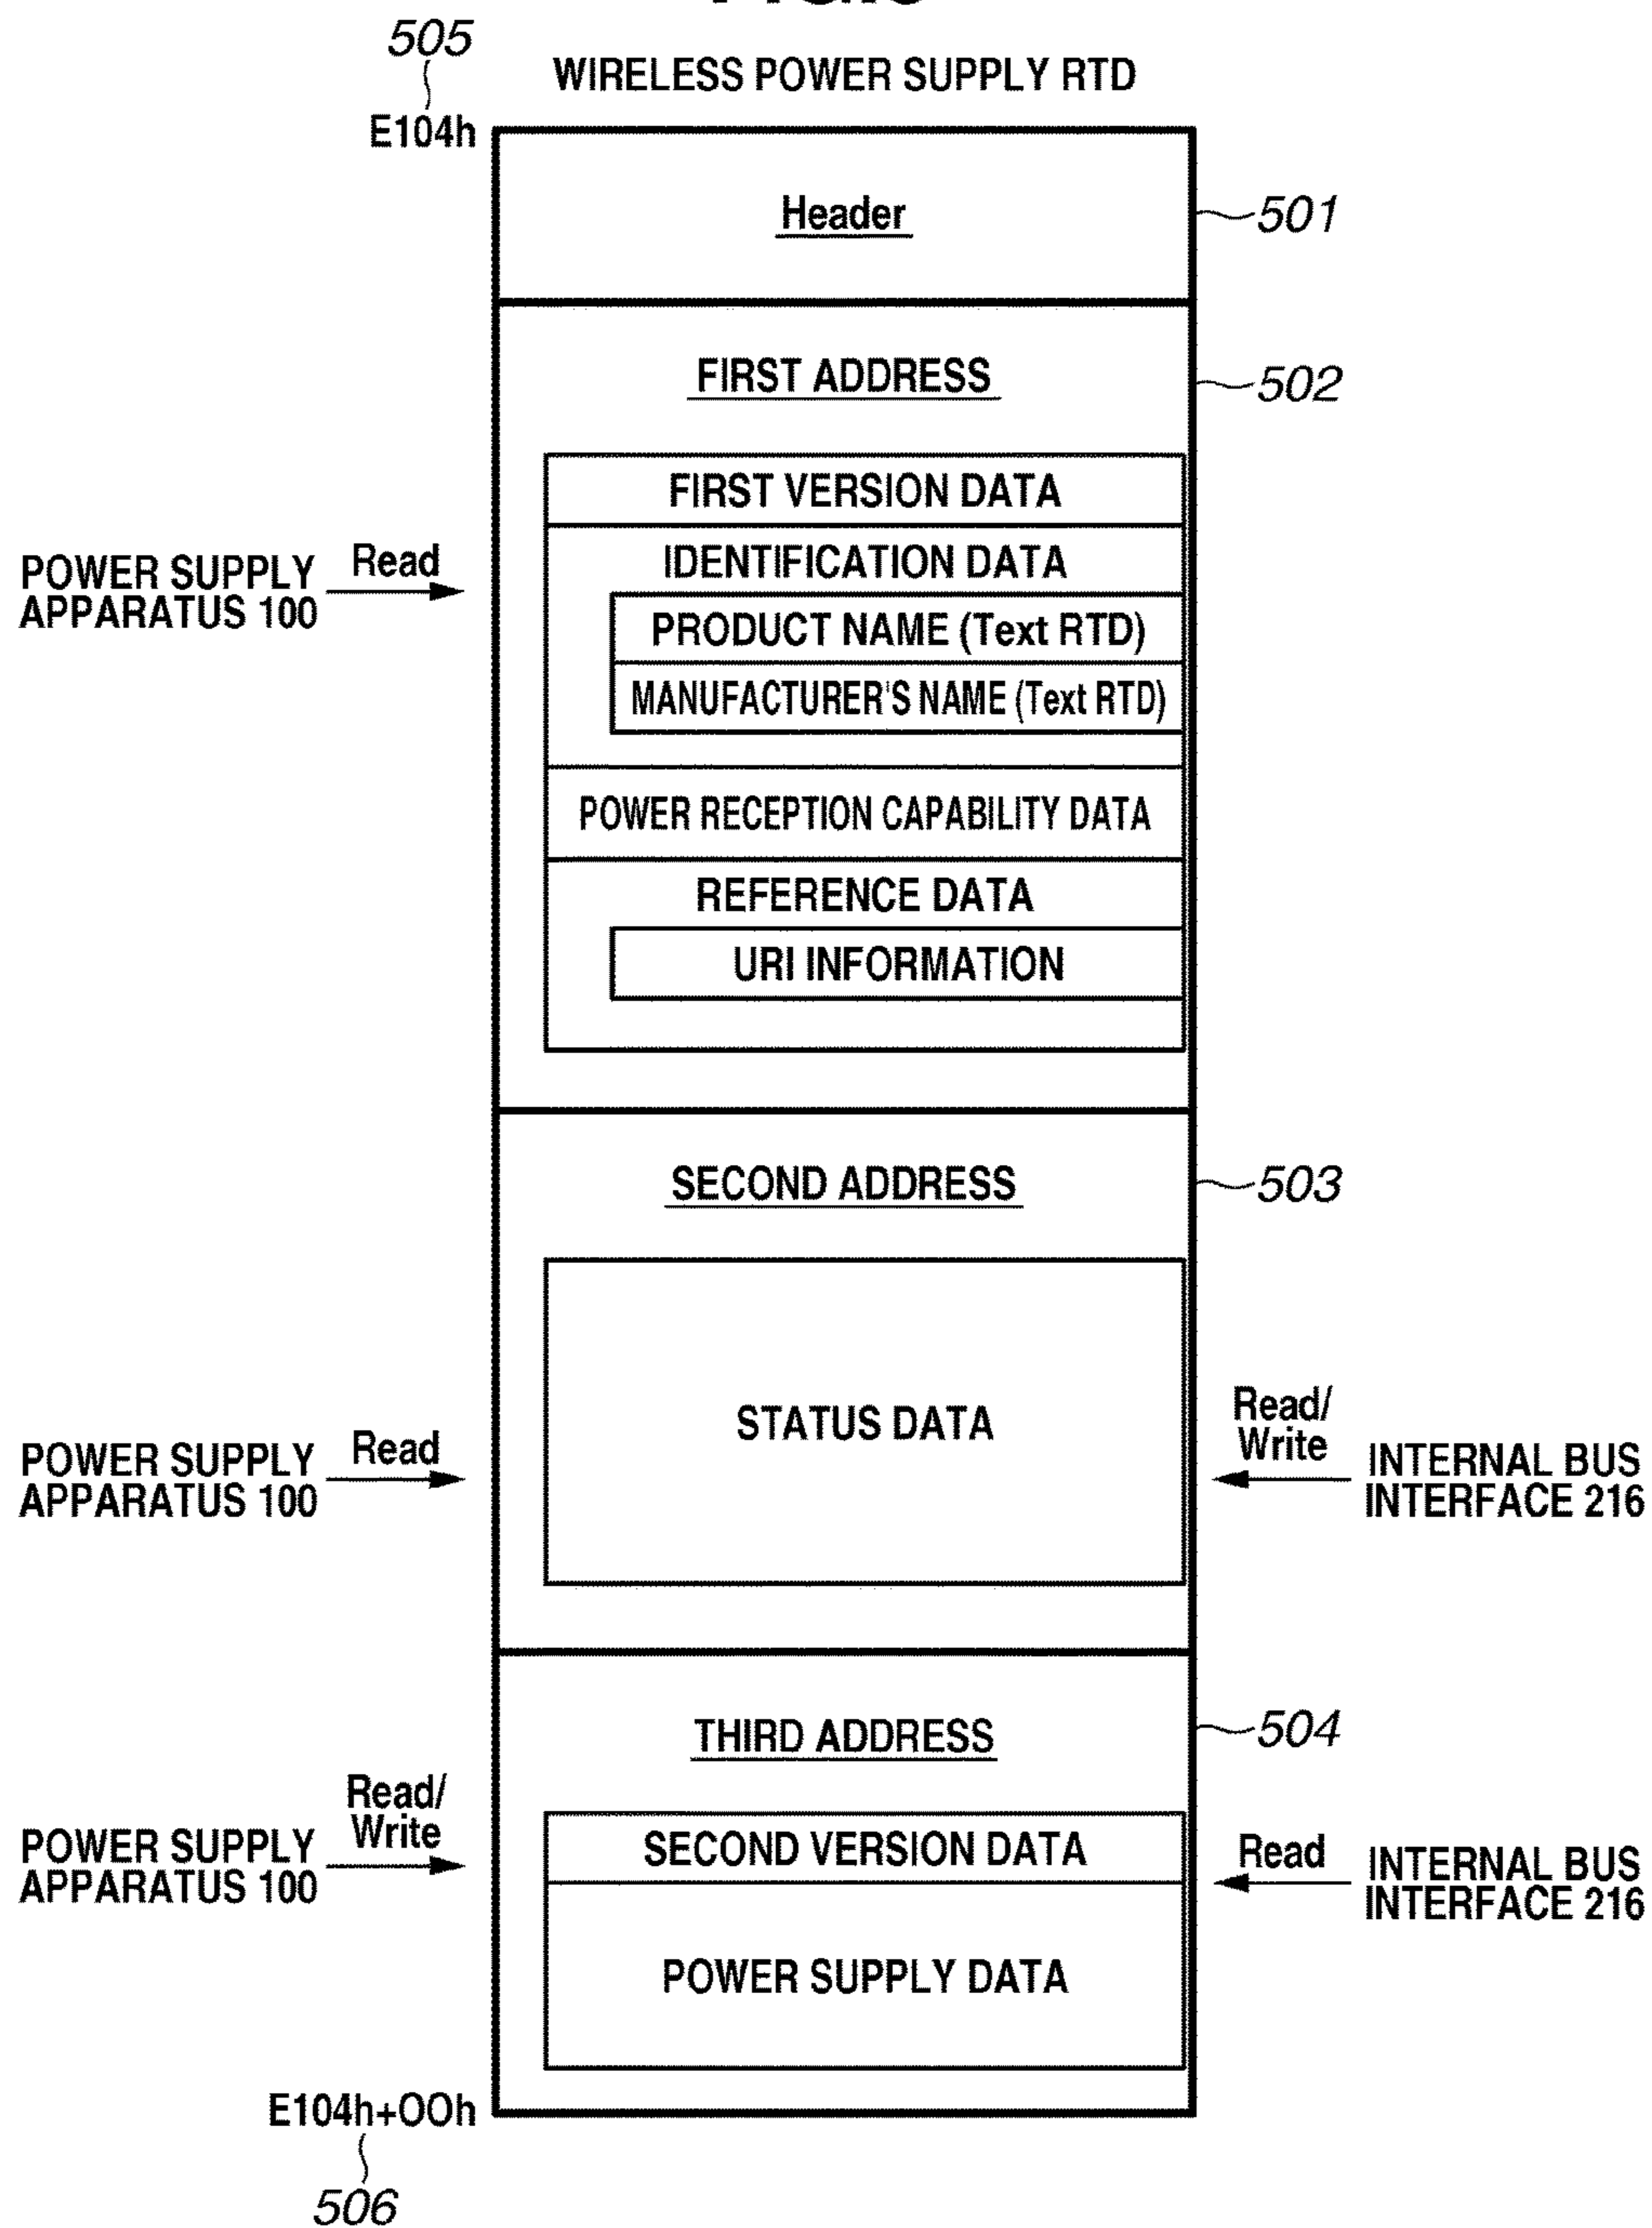 505
WIRELESS POWER SUPPLY RTD
E104h
Header
501
FIRST ADDRESS
502
FIRST VERSION DATA
POWER SUPPLY
APPARATUS 100
Read
IDENTIFICATION DATA
PRODUCT NAME (Text RTD)
MANUFACTURER'S NAME (Text RTD)
POWER RECEPTION CAPABILITY DATA
REFERENCE DATA
URI INFORMATION
SECOND ADDRESS
503
STATUS DATA
POWER SUPPLY
APPARATUS 100
Read
Read/
Write
INTERNAL BUS
INTERFACE 216
THIRD ADDRESS
504
POWER SUPPLY
APPARATUS 100
Read/
Write
SECOND VERSION DATA
Read
INTERNAL BUS
INTERFACE 216
POWER SUPPLY DATA
E104h+OOh
506